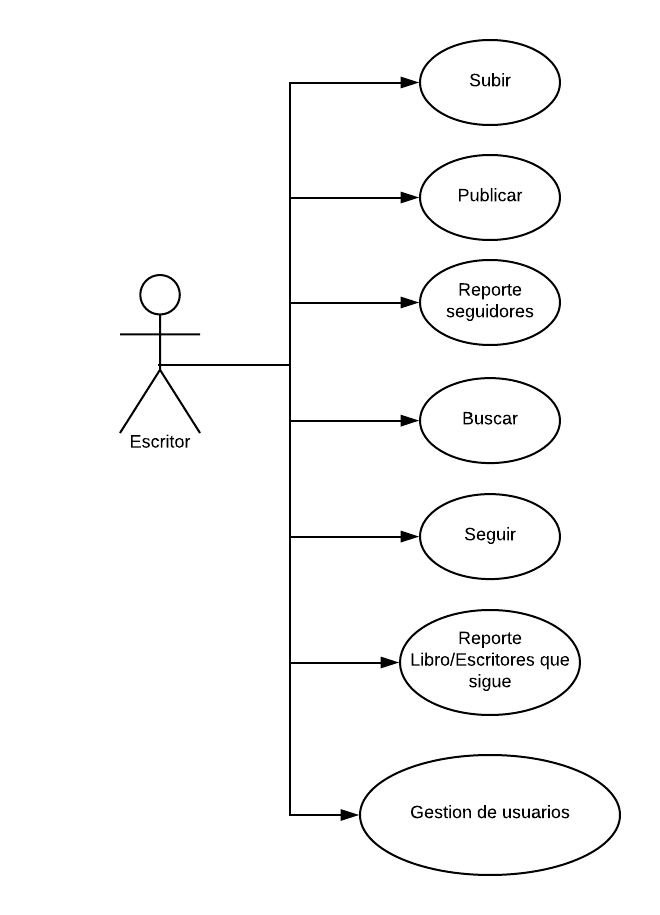 Subir
Publicar
Reporte
seguidores
Escritor
Buscar
Seguir
Reporte
Libro/Escritores que
sigue
Gestion de usuarios